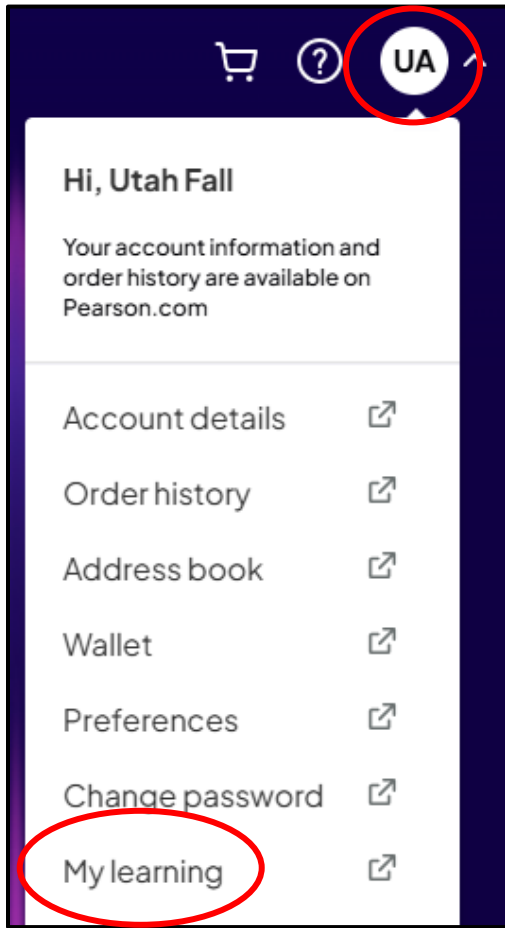 UA
Hi, Utah Fall
Your account information and
order history are available on
Pearson.com
Account details
Order history
Address book
Wallet
Preferences
Change password
My learning